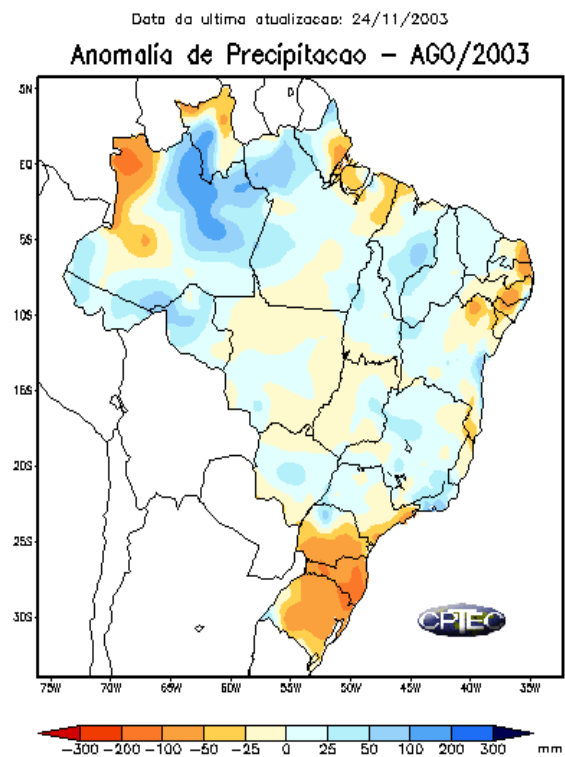 Data da ultima atualizacao: 24/11/2003
Anomalia de Precipitacao – AGO/2003
5N
EQ
5S
10S
15S
20S
25S
30S
75W 70W 65W 60W 55W 50W 45W 40W 35W
CPTEC
−300 −200 −100 −50 −25 0 25 50 100 200 300 mm